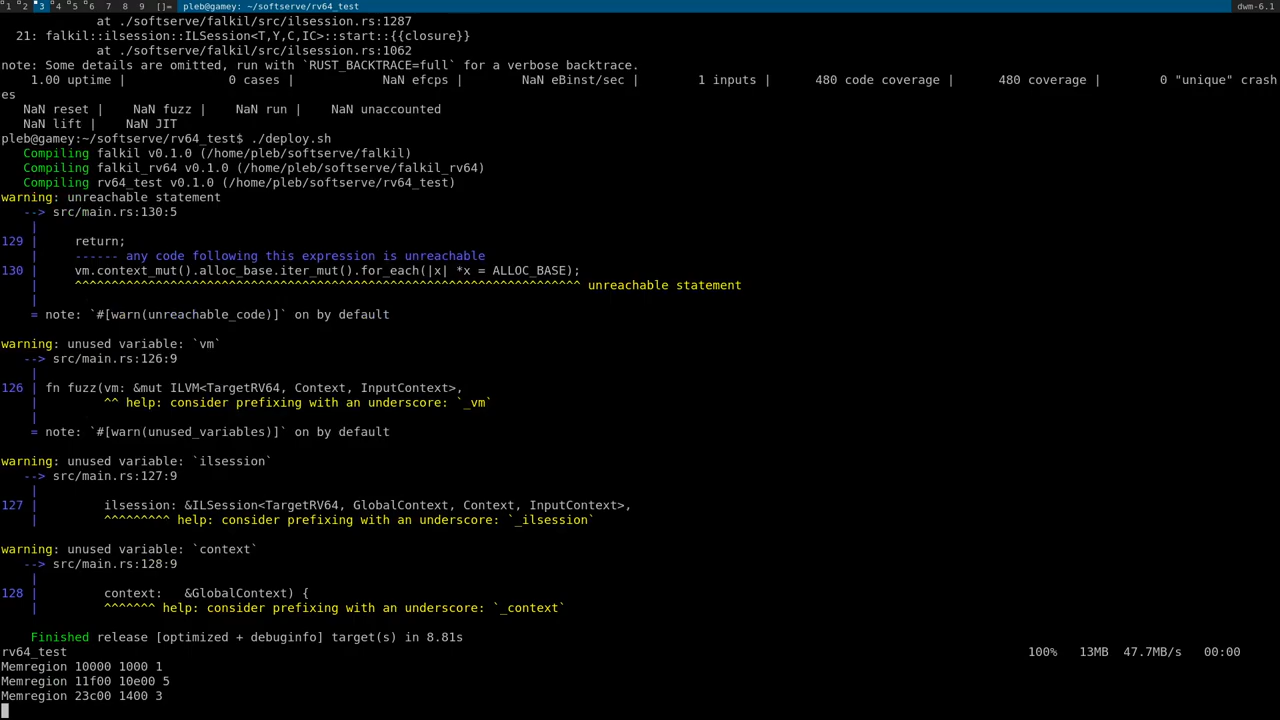 1 2 3 4 5 6 7 8 9 []= pleb@gamey: ~/softserve/rv64_test dwm-6.1
at ./softserve/falkil/src/ilsession.rs:1287
21: falkil::ilsession::ILSession<T,Y,C,IC>::start::{{closure}}
at ./softserve/falkil/src/ilsession.rs:1062
note: Some details are omitted, run with `RUST_BACKTRACE=full` for a verbose backtrace.
1.00 uptime | 0 cases | NaN efcps | NaN eBinst/sec | 1 inputs | 480 code coverage | 480 coverage | 0 "unique" crash
es
NaN reset | NaN fuzz | NaN run | NaN unaccounted
NaN lift | NaN JIT
pleb@gamey:~/softserve/rv64_test$ ./deploy.sh
Compiling falkil v0.1.0 (/home/pleb/softserve/falkil)
Compiling falkil_rv64 v0.1.0 (/home/pleb/softserve/falkil_rv64)
Compiling rv64_test v0.1.0 (/home/pleb/softserve/rv64_test)
warning: unreachable statement
--> src/main.rs:130:5
|
129 | return;
| ------ any code following this expression is unreachable
130 | vm.context_mut().alloc_base.iter_mut().for_each(|x| *x = ALLOC_BASE);
| ^^^^^^^^^^^^^^^^^^^^^^^^^^^^^^^^^^^^^^^^^^^^^^^^^^^^^^^^^^^^^^^^^^^^^ unreachable statement
|
= note: `#[warn(unreachable_code)]` on by default
warning: unused variable: `vm`
--> src/main.rs:126:9
|
126 | fn fuzz(vm: &mut ILVM<TargetRV64, Context, InputContext>,
| ^^ help: consider prefixing with an underscore: `_vm`
|
= note: `#[warn(unused_variables)]` on by default
warning: unused variable: `ilsession`
--> src/main.rs:127:9
|
127 | ilsession: &ILSession<TargetRV64, GlobalContext, Context, InputContext>,
| ^^^^^^^^^ help: consider prefixing with an underscore: `_ilsession`
warning: unused variable: `context`
--> src/main.rs:128:9
|
128 | context: &GlobalContext) {
| ^^^^^^^ help: consider prefixing with an underscore: `_context`
Finished release [optimized + debuginfo] target(s) in 8.81s
rv64_test 100% 13MB 47.7MB/s 00:00
Memregion 10000 1000 1
Memregion 11f00 10e00 5
Memregion 23c00 1400 3